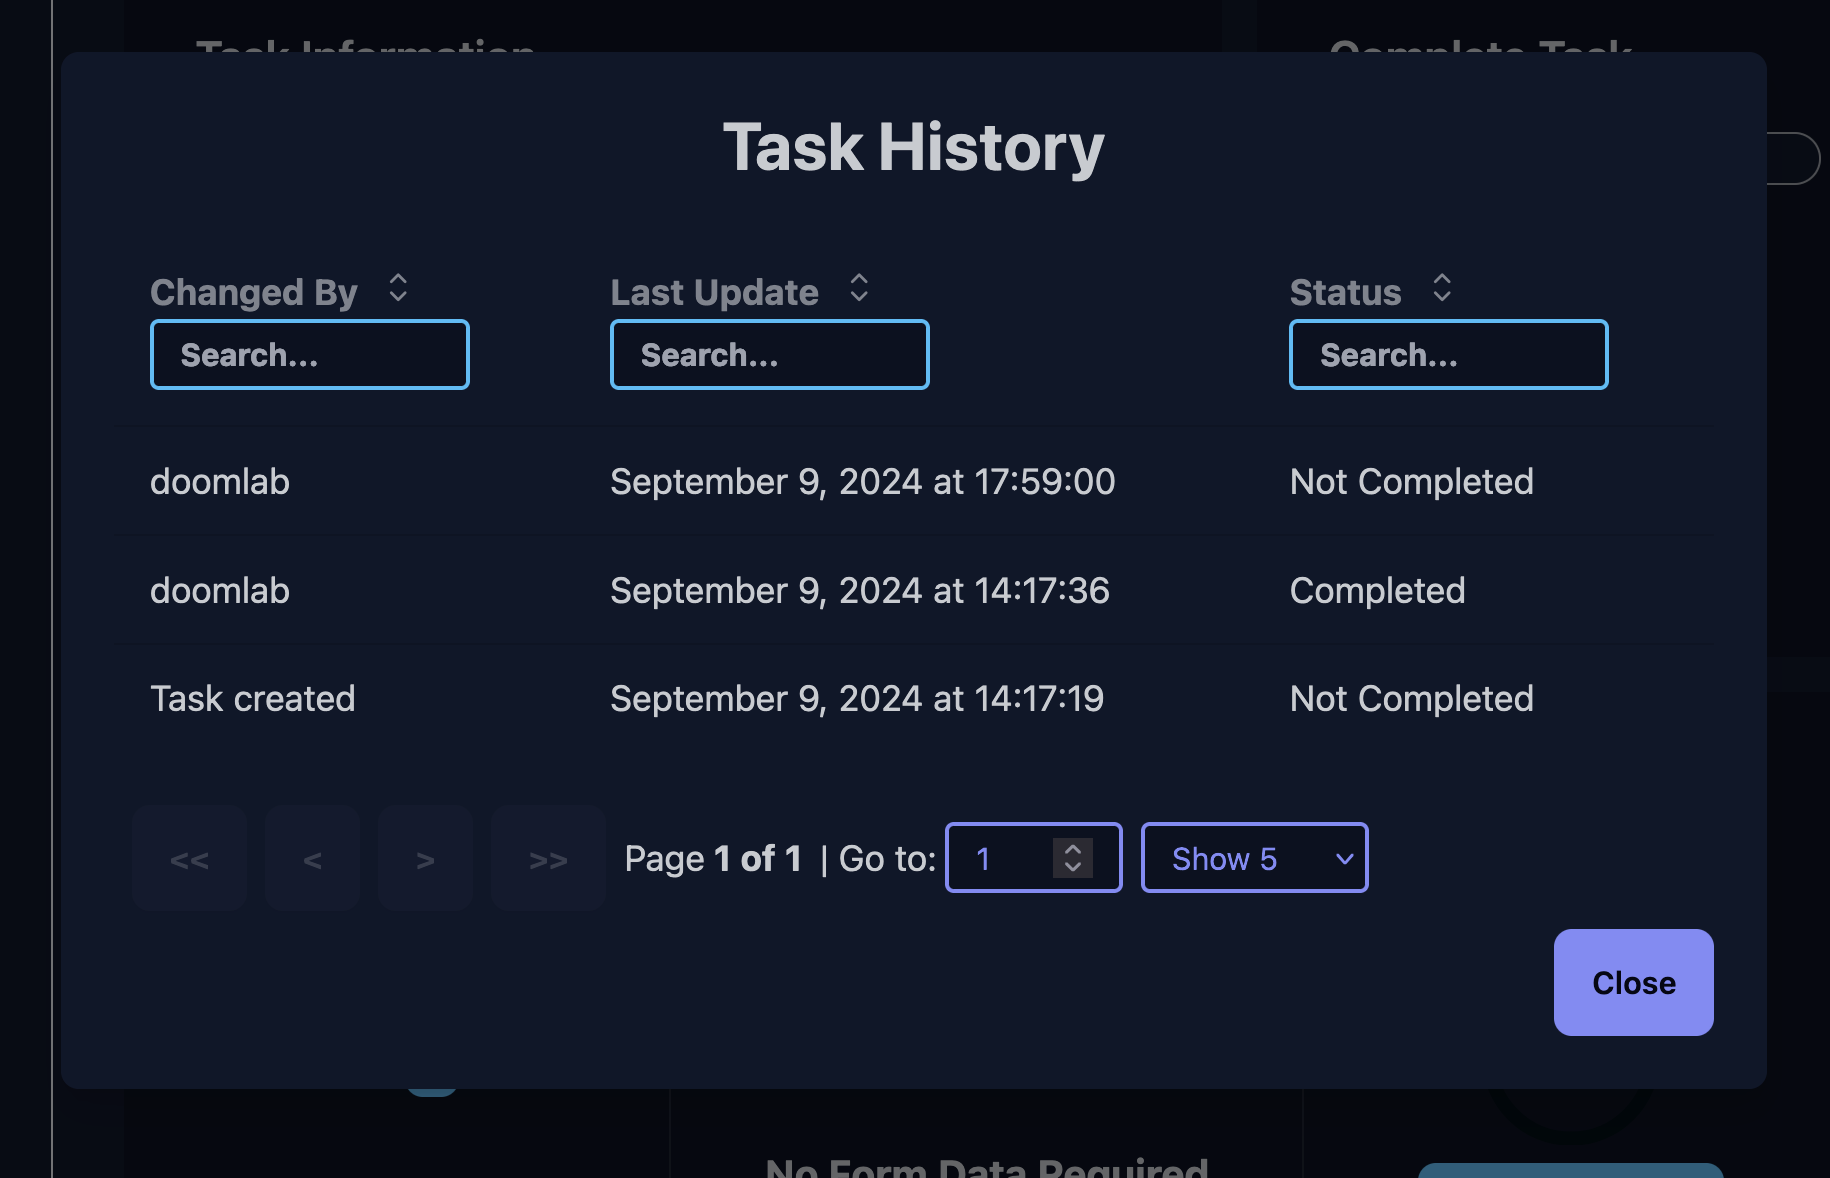 Task Information
Complete Task
Task History
Changed By
Last Update
Status
Search...
Search...
Search...
doomlab September 9, 2024 at 17:59:00 Not Completed
doomlab September 9, 2024 at 14:17:36 Completed
Task created September 9, 2024 at 14:17:19 Not Completed
<< < > >> Page 1 of 1 | Go to: 1 Show 5
Close
No Form Data Required